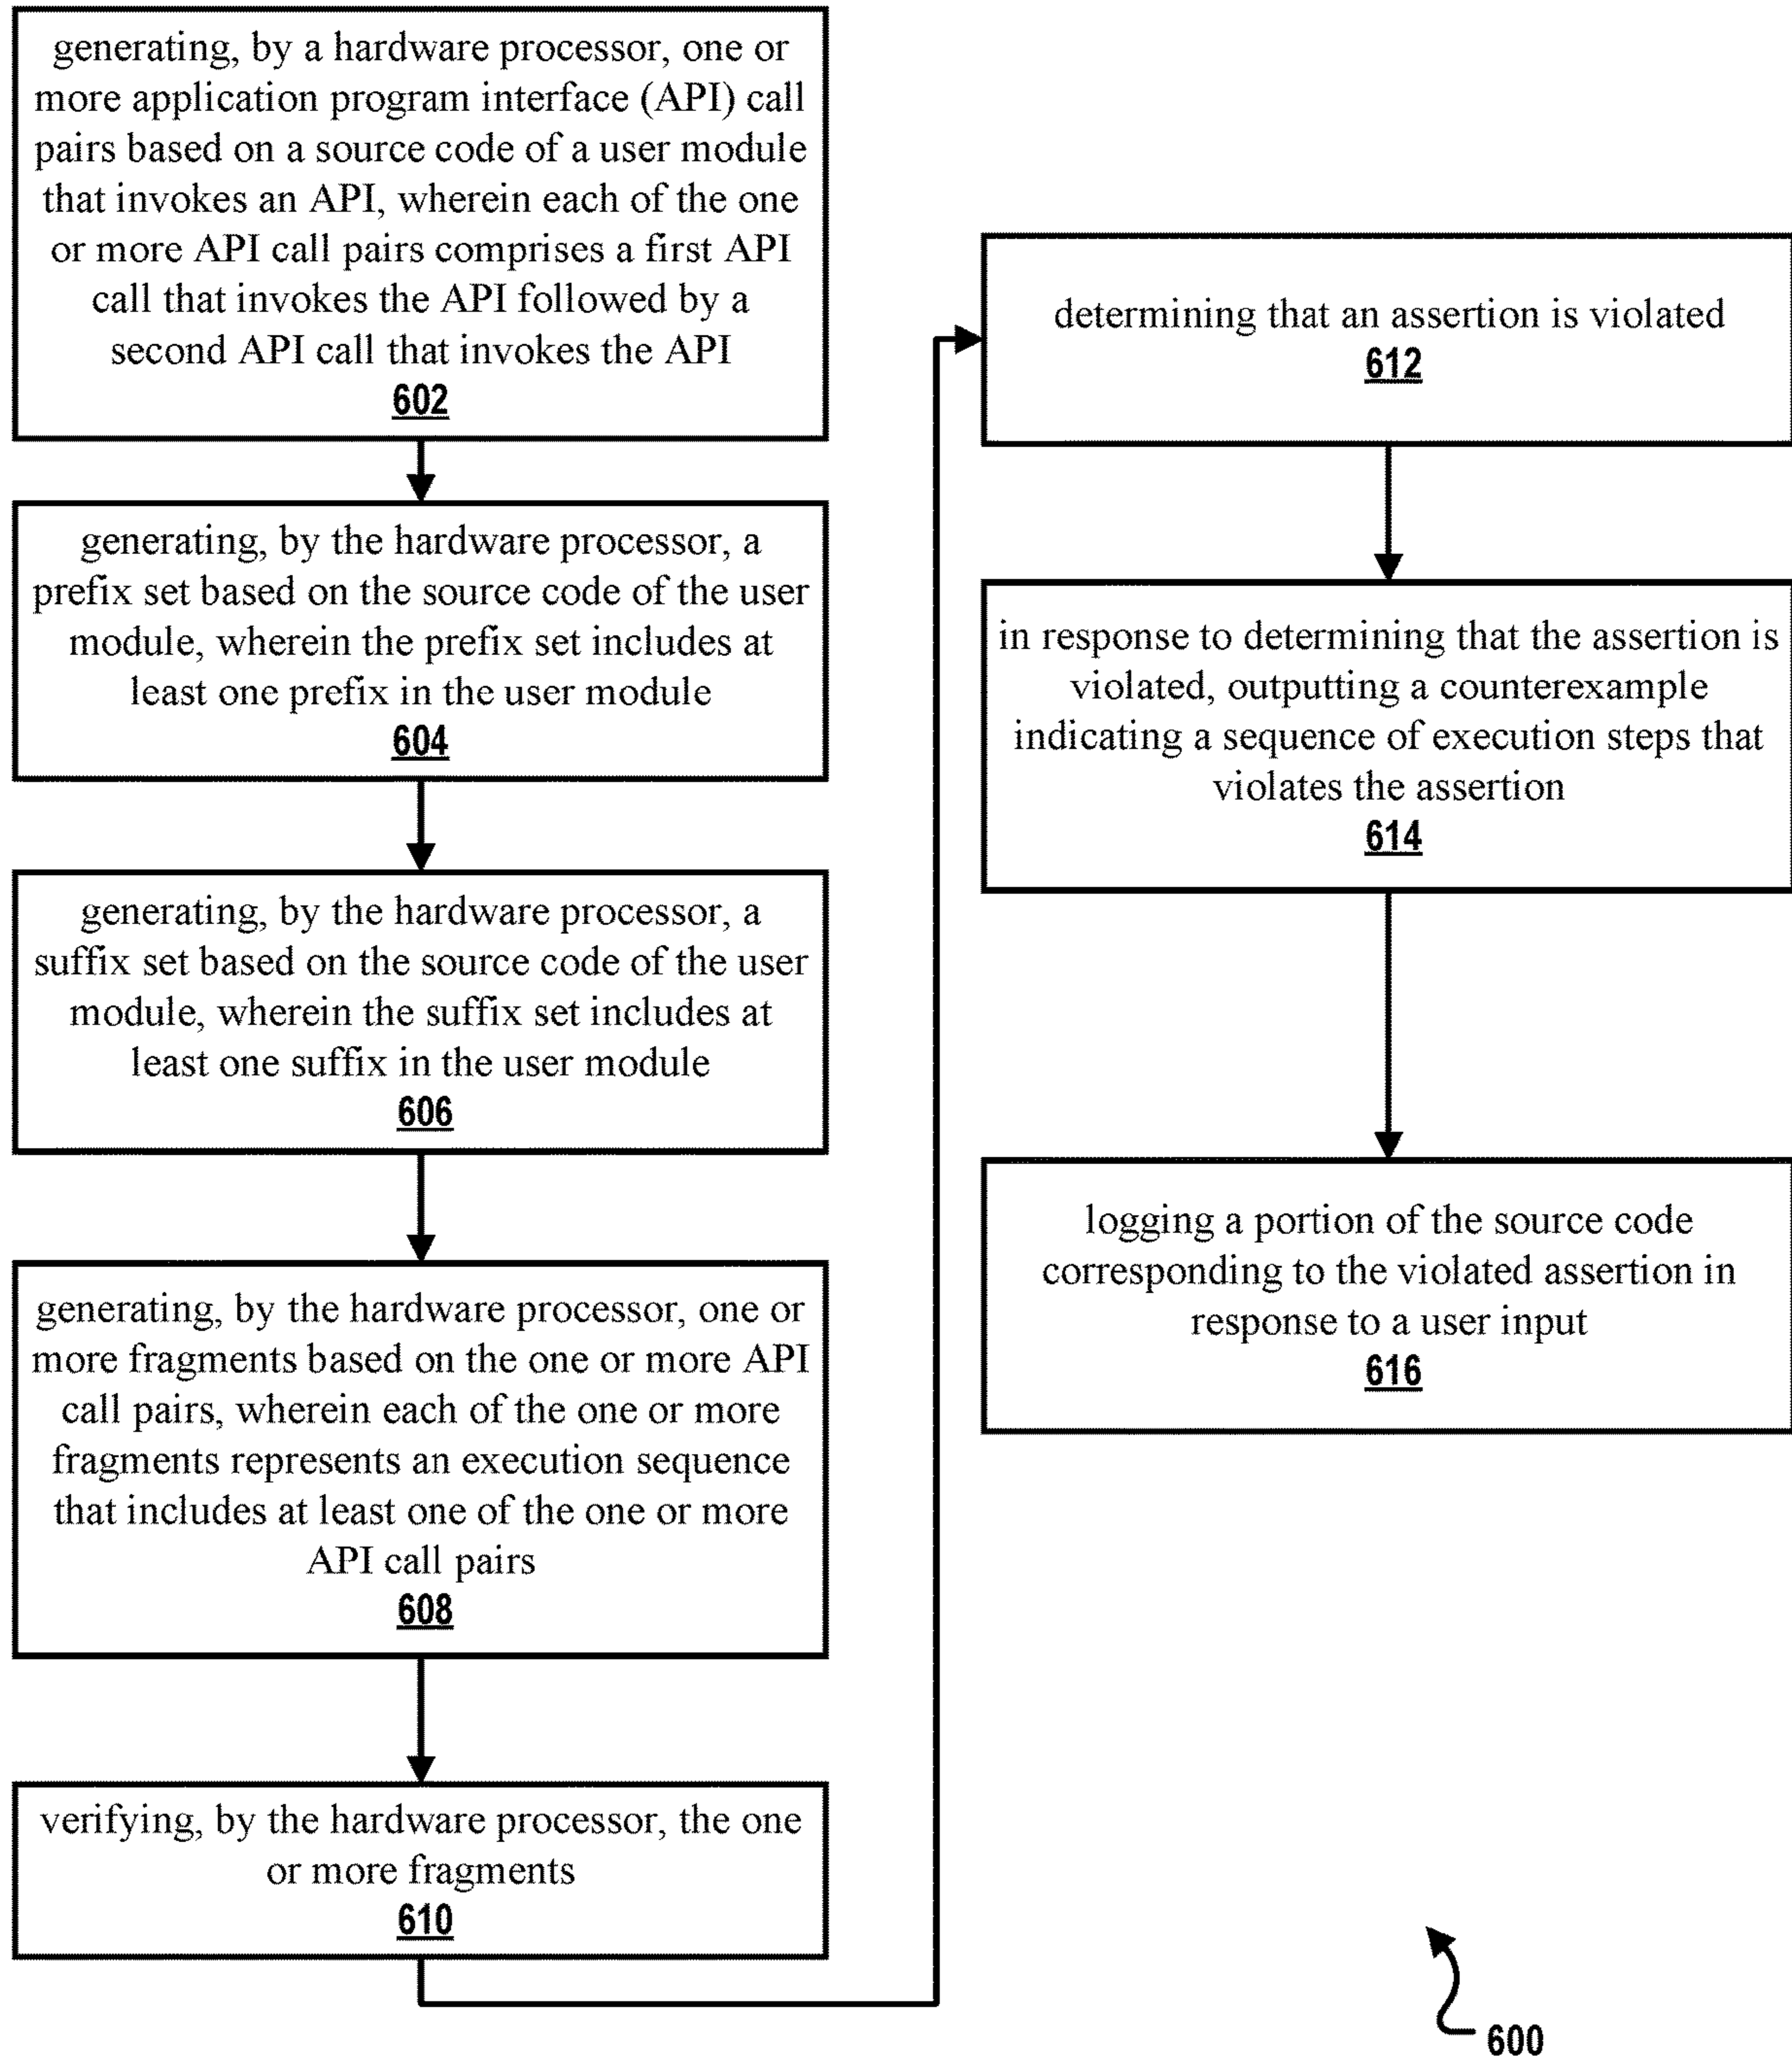 generating, by a hardware processor, one or
more application program interface (API) call
pairs based on a source code of a user module
that invokes an API, wherein each of the one
or more API call pairs comprises a first API
call that invokes the API followed by a
second API call that invokes the API
602
generating, by the hardware processor, a
prefix set based on the source code of the user
module, wherein the prefix set includes at
least one prefix in the user module
604
generating, by the hardware processor, a
suffix set based on the source code of the user
module, wherein the suffix set includes at
least one suffix in the user module
606
generating, by the hardware processor, one or
more fragments based on the one or more API
call pairs, wherein each of the one or more
fragments represents an execution sequence
that includes at least one of the one or more
API call pairs
608
verifying, by the hardware processor, the one
or more fragments
610
determining that an assertion is violated
612
in response to determining that the assertion is
violated, outputting a counterexample
indicating a sequence of execution steps that
violates the assertion
614
logging a portion of the source code
corresponding to the violated assertion in
response to a user input
616
600